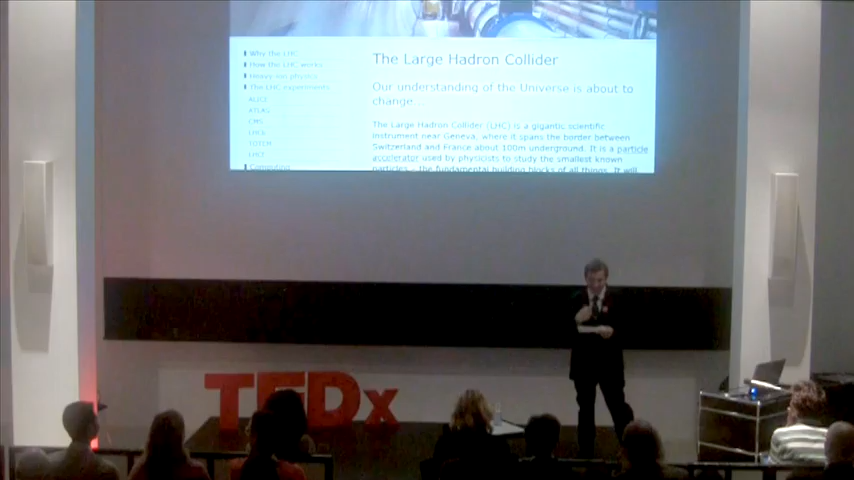 Why the LHC
How the LHC works
Heavy ion physics
The LHC experiments
ALICE
ATLAS
CMS
LHCb
TOTEM
LHCf
Computing
The Large Hadron Collider
Our understanding of the Universe is about to
change...
The Large Hadron Collider (LHC) is a gigantic scientific
instrument near Geneva, where it spans the border between
Switzerland and France about 100m underground. It is a particle
accelerator used by physicists to study the smallest known
particles – the fundamental building blocks of all things. It will
TEDx